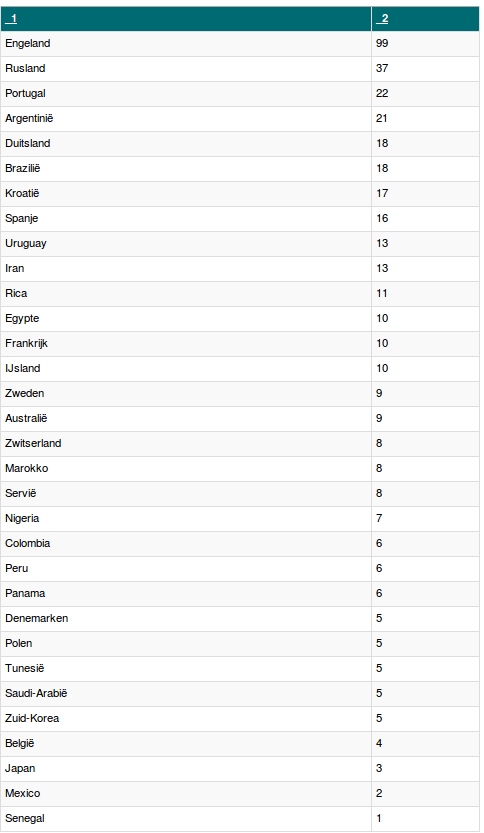 _1 _2
Engeland 99
Rusland 37
Portugal 22
Argentinië 21
Duitsland 18
Brazilië 18
Kroatië 17
Spanje 16
Uruguay 13
Iran 13
Rica 11
Egypte 10
Frankrijk 10
IJsland 10
Zweden 9
Australië 9
Zwitserland 8
Marokko 8
Servië 8
Nigeria 7
Colombia 6
Peru 6
Panama 6
Denemarken 5
Polen 5
Tunesië 5
Saudi-Arabië 5
Zuid-Korea 5
België 4
Japan 3
Mexico 2
Senegal 1